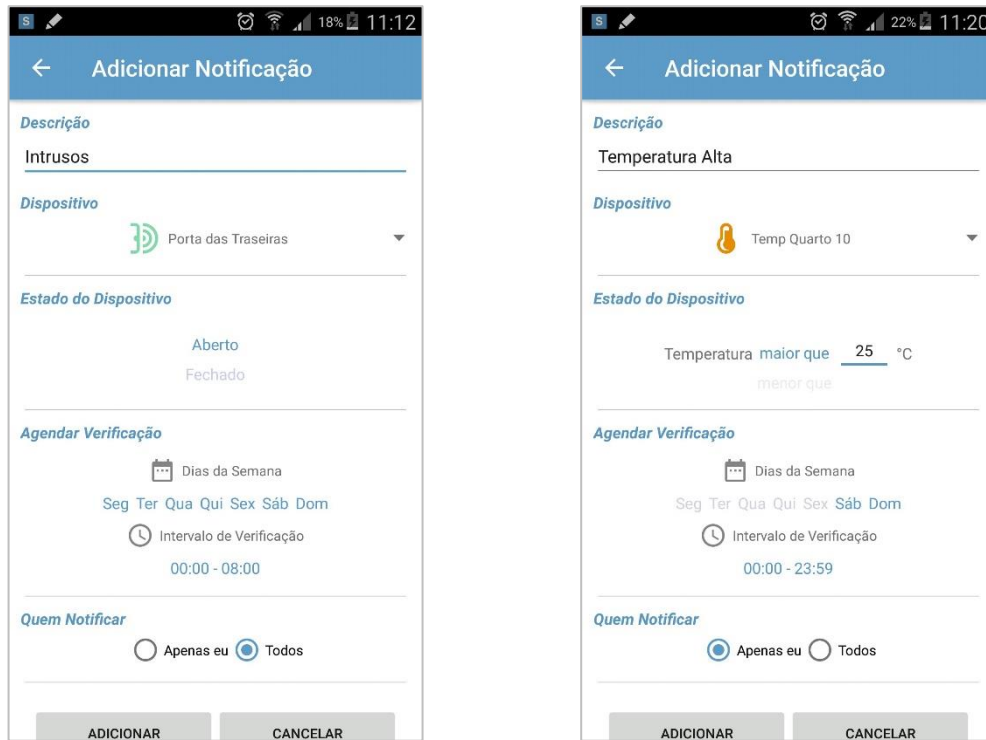 S 18% 11:12
Adicionar Notificação
Descrição
Intrusos
Dispositivo
Porta das Traseiras
Estado do Dispositivo
Aberto
Fechado
Agendar Verificação
Dias da Semana
Seg Ter Qua Qui Sex Sáb Dom
Intervalo de Verificação
00:00 - 08:00
Quem Notificar
Apenas eu Todos
ADICIONAR CANCELAR
S 22% 11:20
Adicionar Notificação
Descrição
Temperatura Alta
Dispositivo
Temp Quarto 10
Estado do Dispositivo
Temperatura maior que 25 °C
menor que
Agendar Verificação
Dias da Semana
Seg Ter Qua Qui Sex Sáb Dom
Intervalo de Verificação
00:00 - 23:59
Quem Notificar
Apenas eu Todos
ADICIONAR CANCELAR